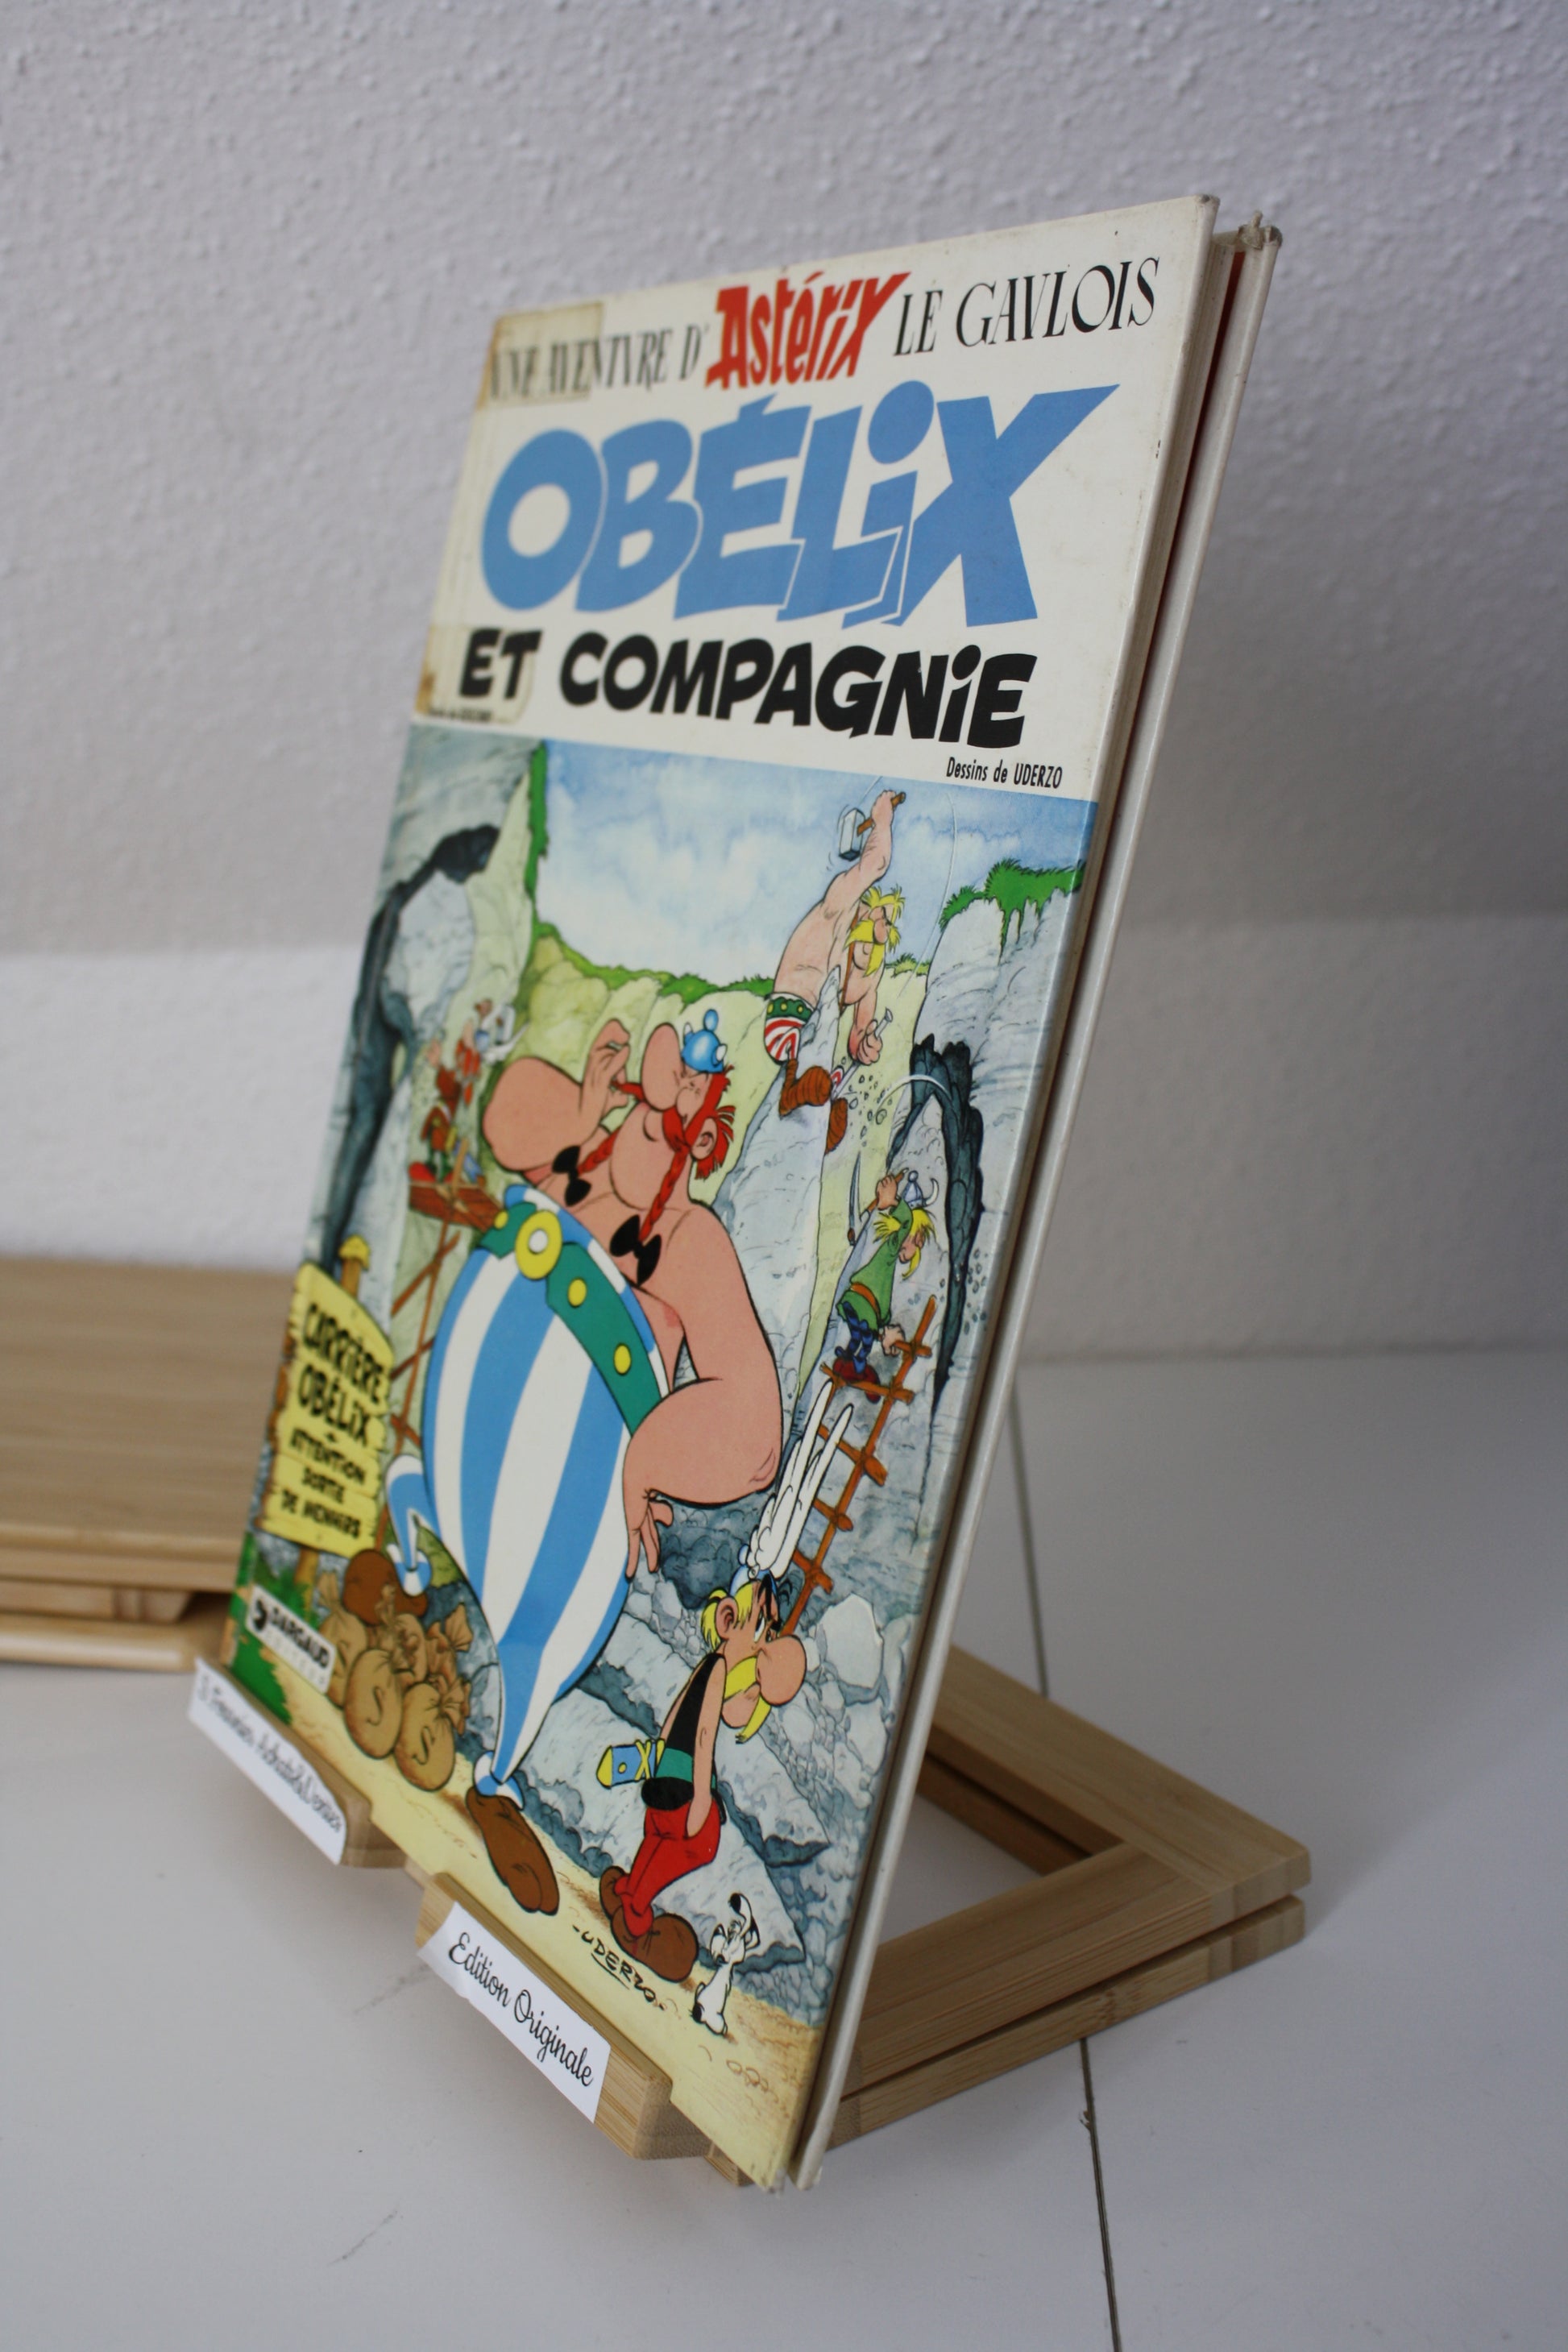 UNE AVENTVRE D' Astérix LE GAVLOIS
OBÉLiX
ET COMPAGNiE
Dessins de UDERZO
CARRIÈRE
OBÉLiX
ATTENTION
SORTIE
DE MENHIRS
DARGAUD
S
S
-UDERZO-
Edition Originale